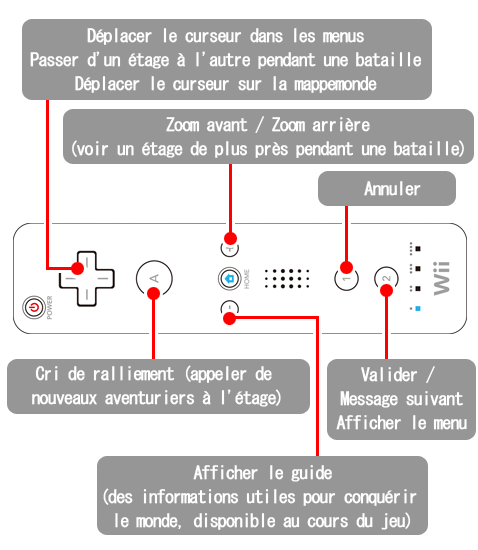 Déplacer le curseur dans les menus
Passer d'un étage à l'autre pendant une bataille
Déplacer le curseur sur la mappemonde
Zoom avant / Zoom arrière
(voir un étage de plus près pendant une bataille)
Annuler
POWER
A
+
HOME
-
1
2
Wii
Cri de ralliement (appeler de
nouveaux aventuriers à l'étage)
Valider /
Message suivant
Afficher le menu
Afficher le guide
(des informations utiles pour conquérir
le monde, disponible au cours du jeu)